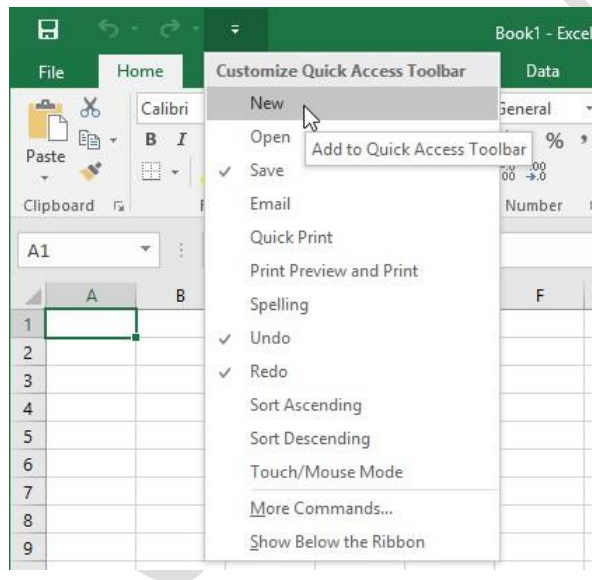 Book1 - Excel
File Home Customize Quick Access Toolbar Data
Calibri New General
B I Open Add to Quick Access Toolbar % ,
Paste Save .00 .00
Clipboard Email Number
Quick Print
A1
Print Preview and Print
A B Spelling F
1 Undo
2
3 Redo
4 Sort Ascending
5 Sort Descending
6 Touch/Mouse Mode
7
8 More Commands...
9 Show Below the Ribbon